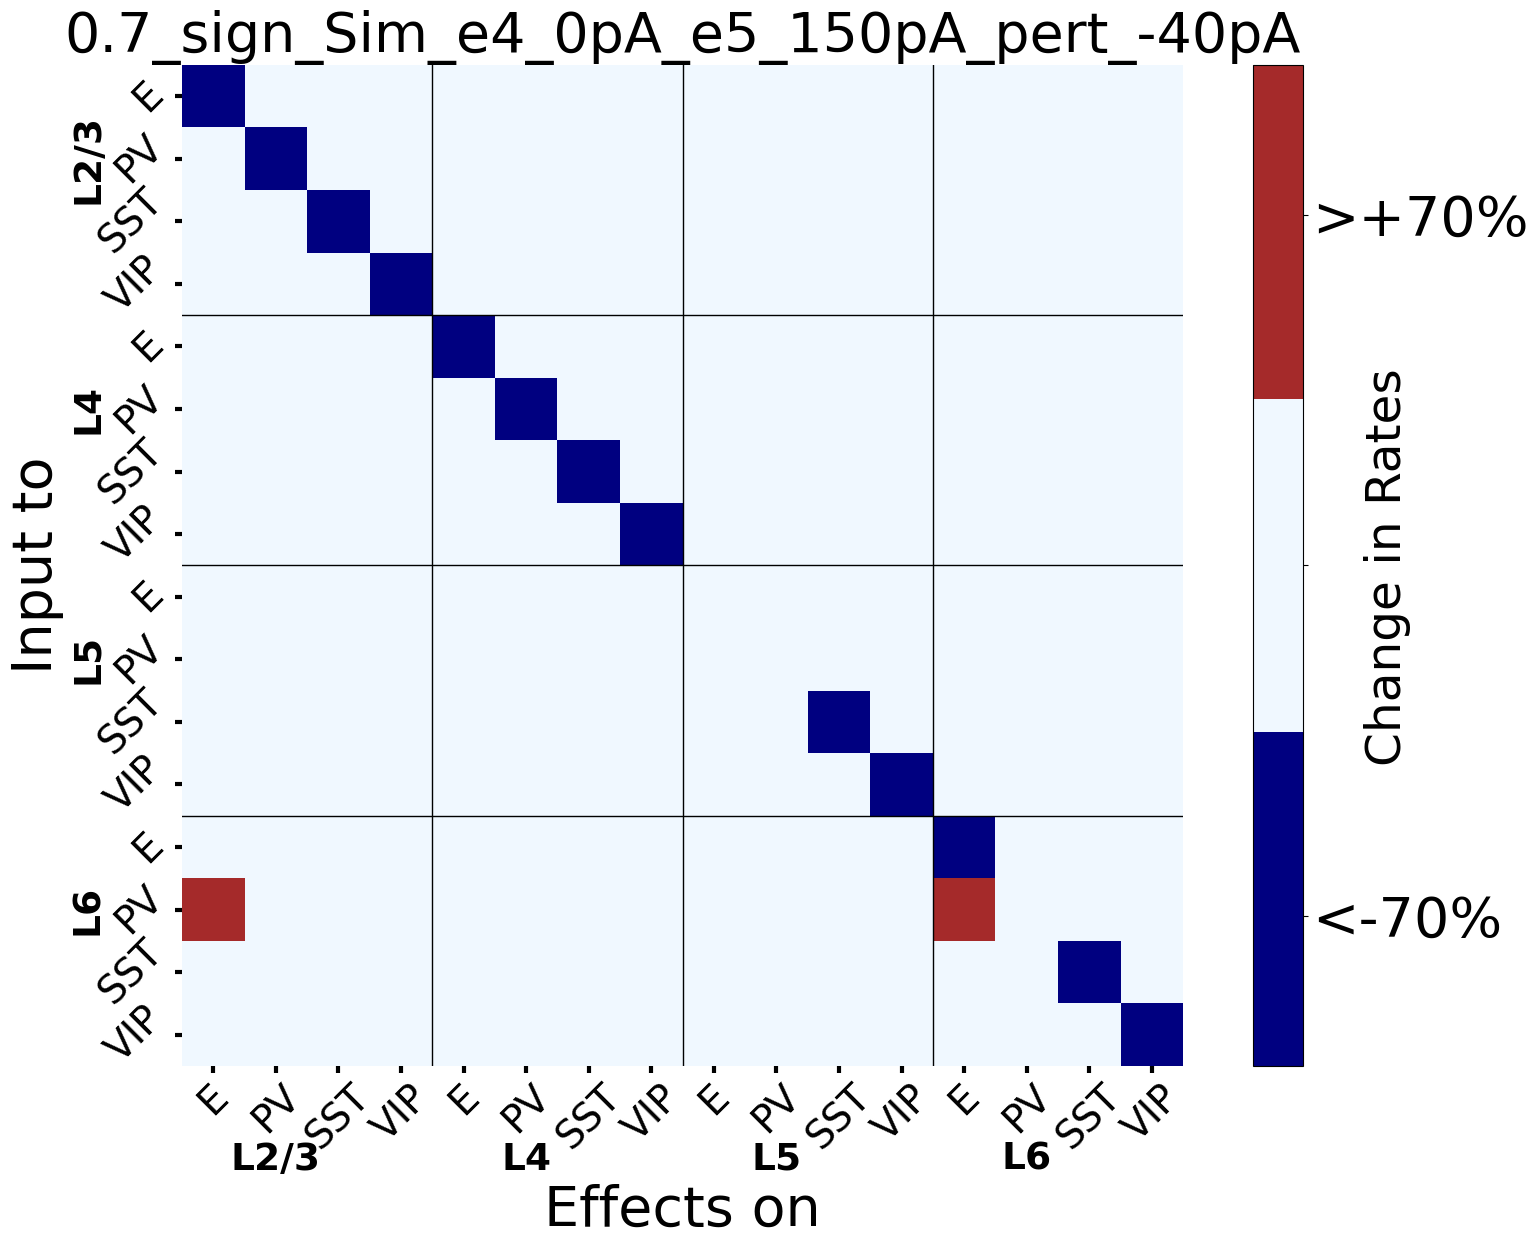 0.7_sign_Sim_e4_0pA_e5_150pA_pert_-40pA
Input to
L2/3
E
PV
SST
VIP
L4
E
PV
SST
VIP
L5
E
PV
SST
VIP
L6
E
PV
SST
VIP
E PV SST VIP E PV SST VIP E PV SST VIP E PV SST VIP
L2/3 L4 L5 L6
Effects on
>+70%
<-70%
Change in Rates